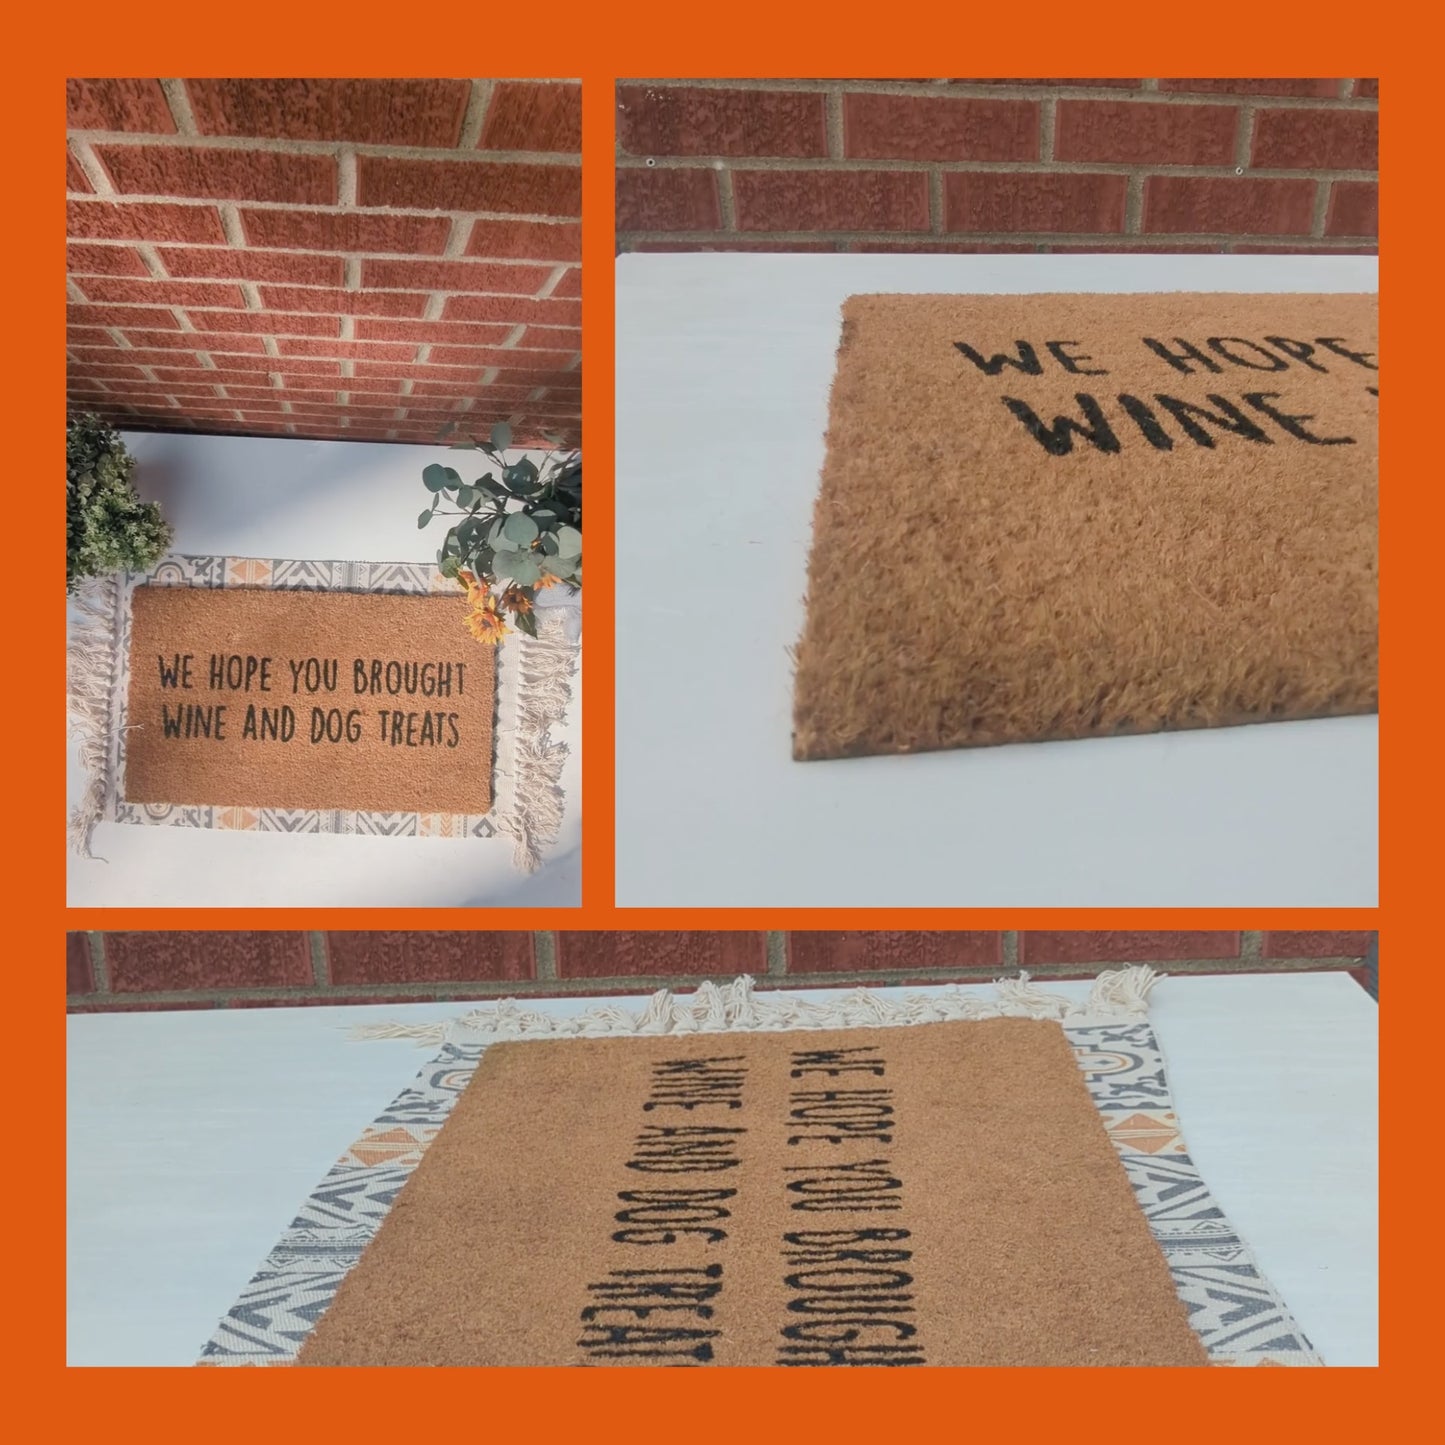 WE HOPE YOU BROUGHT
WINE AND DOG TREATS
WE HOPE
WINE
WE HOPE YOU BROUGH
WINE AND DOG TREAT